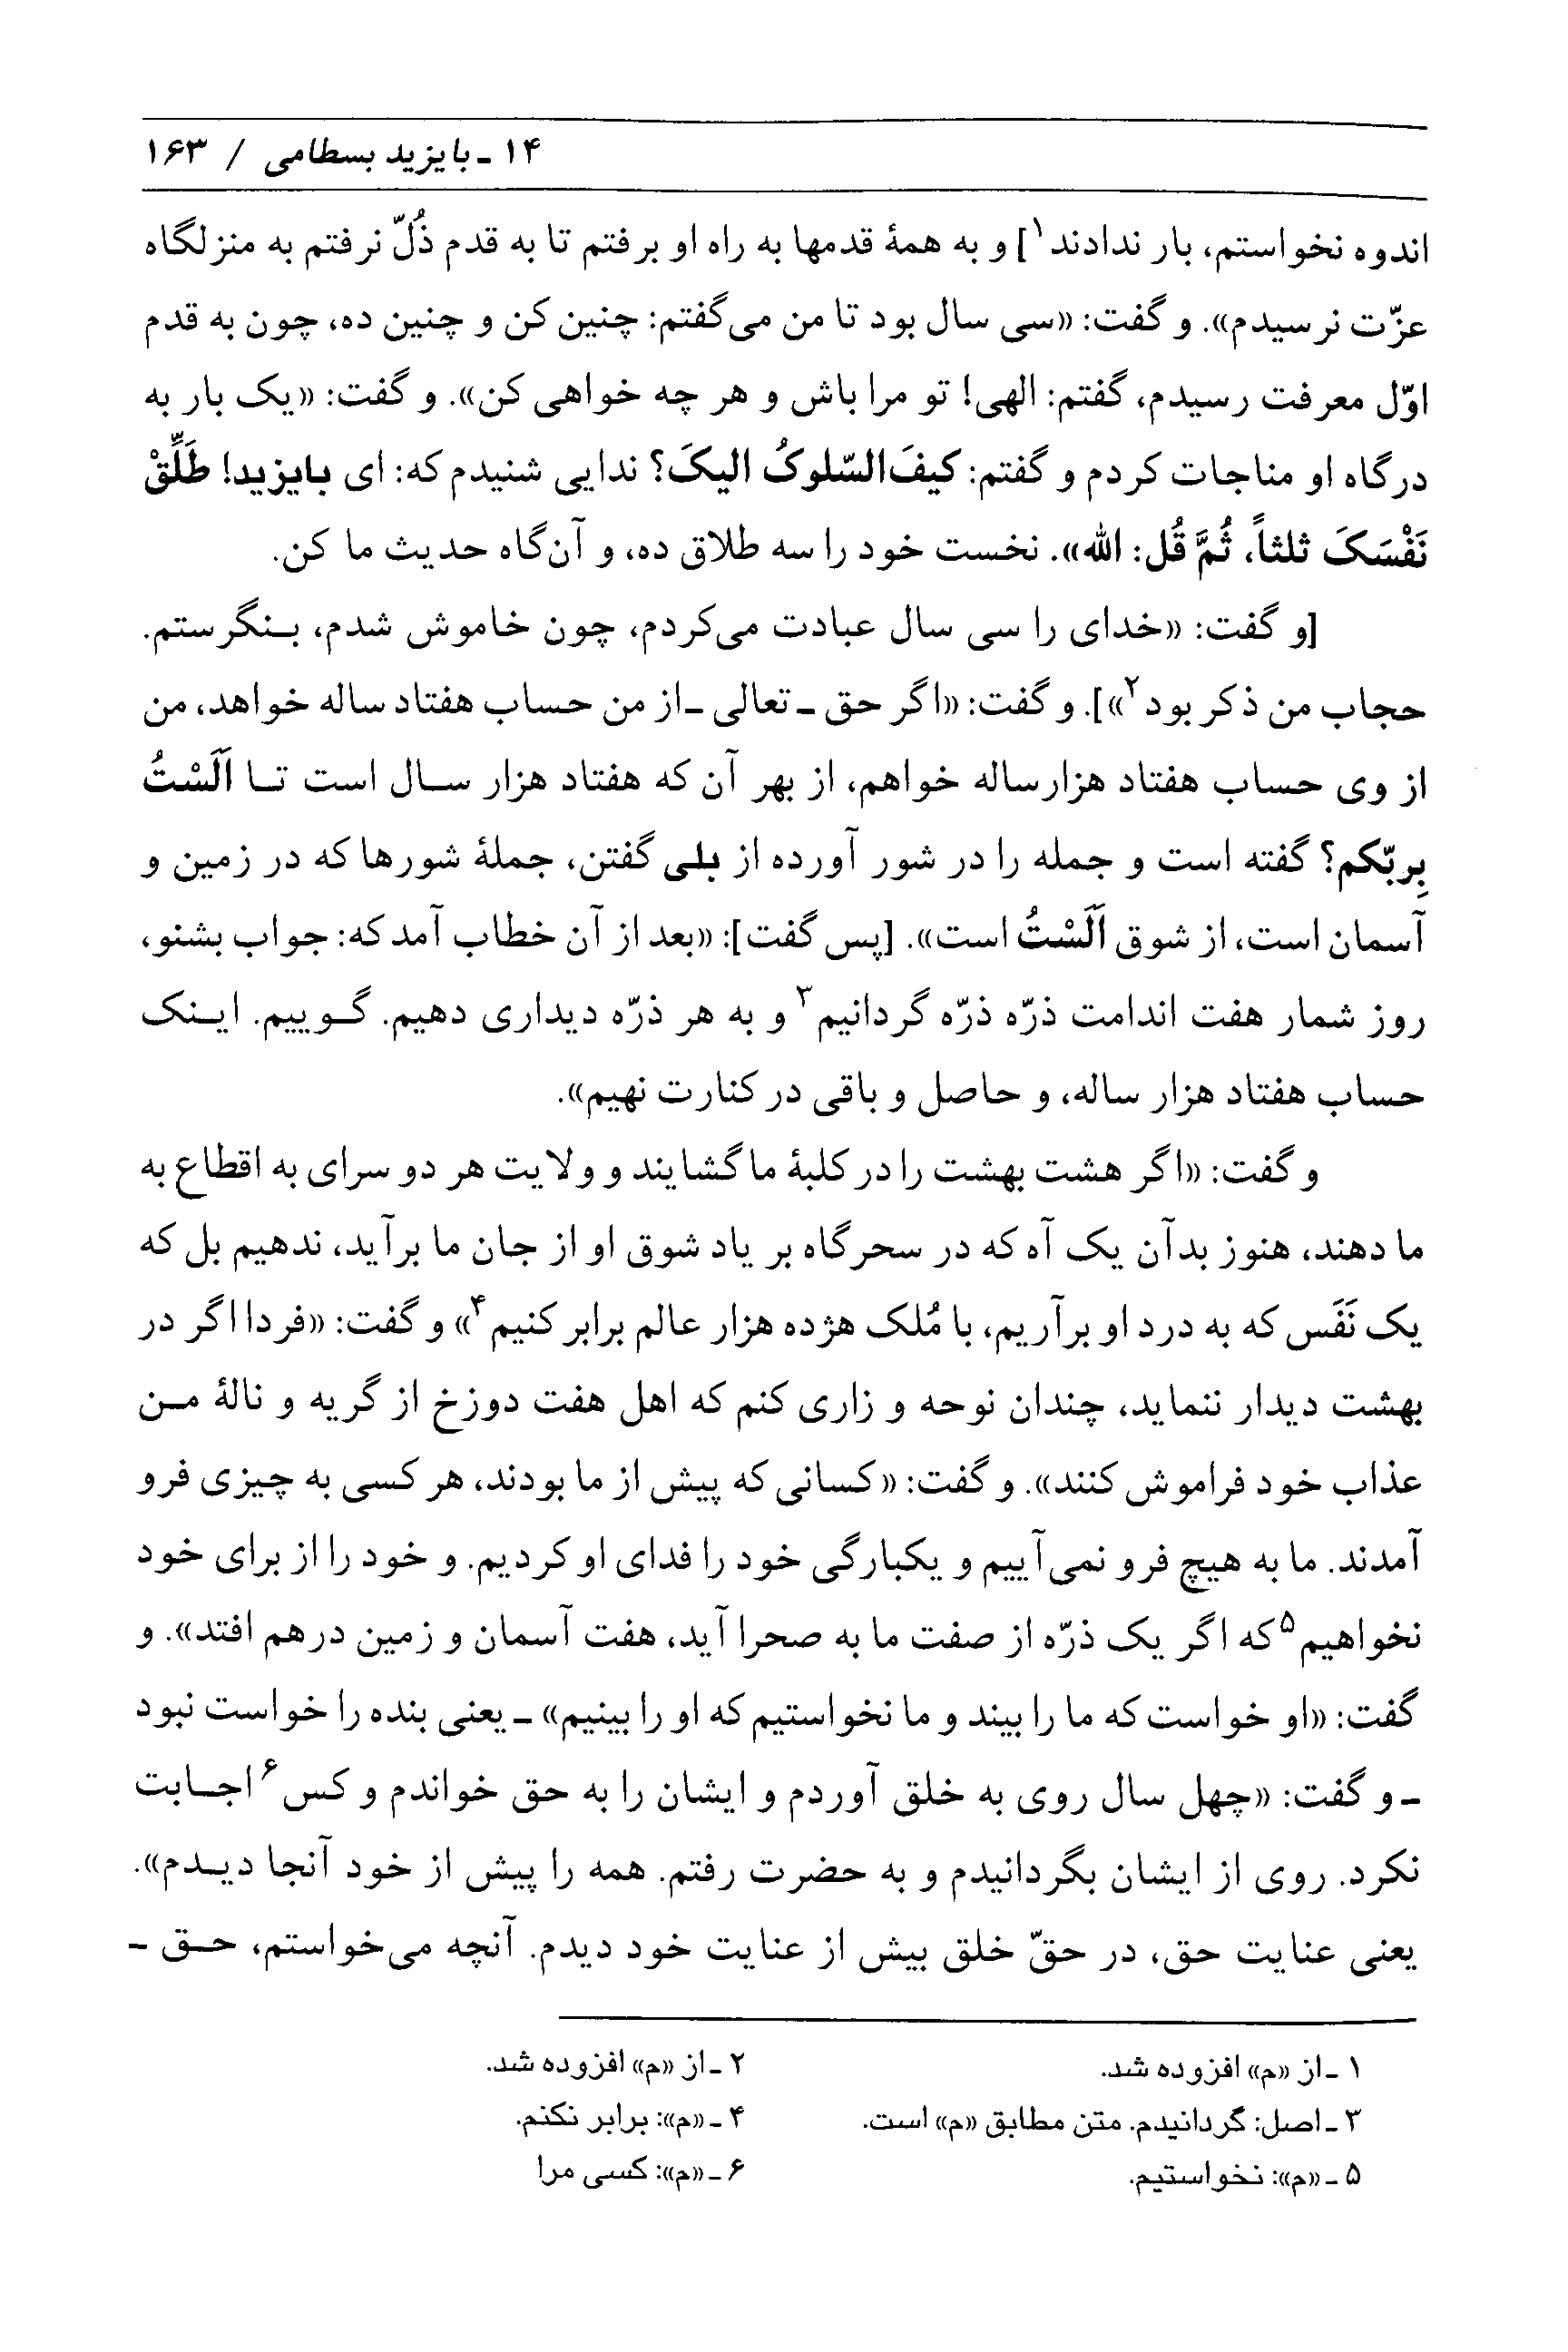 ۱۴ ـ بایزید بسطامی / ۱۶۳
اندوه نخواستم، بار ندادند۱] و به همهٔ قدمها به راه او برفتم تا به قدم ذُلّ نرفتم به منزلگاه
عزّت نرسیدم». و گفت: «سی سال بود تا من می‌گفتم: چنین کن و چنین ده، چون به قدم
اوّل معرفت رسیدم، گفتم: الهی! تو مرا باش و هر چه خواهی کن». و گفت: «یک بار به
درگاه او مناجات کردم و گفتم: کیفَ‌السّلوکُ الیکَ؟ ندایی شنیدم که: ای بایزید! طَلِّقْ
نَفْسَکَ ثلثاً، ثُمَّ قُل: الله». نخست خود را سه طلاق ده، و آن‌گاه حدیث ما کن.
[و گفت: «خدای را سی سال عبادت می‌کردم، چون خاموش شدم، بنگرستم.
حجاب من ذکر بود۲»]. و گفت: «اگر حق ـ تعالی ـ از من حساب هفتاد ساله خواهد، من
از وی حساب هفتاد هزارساله خواهم، از بهر آن که هفتاد هزار سال است تا اَلَسْتُ
بِربّکم؟ گفته است و جمله را در شور آورده از بلی گفتن، جملهٔ شورها که در زمین و
آسمان است، از شوق اَلَسْتُ است». [پس گفت]: «بعد از آن خطاب آمد که: جواب بشنو،
روز شمار هفت اندامت ذرّه ذرّه گردانیم۳ و به هر ذرّه دیداری دهیم. گوییم. اینک
حساب هفتاد هزار ساله، و حاصل و باقی در کنارت نهیم».
و گفت: «اگر هشت بهشت را در کلبهٔ ما گشایند و ولایت هر دو سرای به اقطاع به
ما دهند، هنوز بدآن یک آه که در سحرگاه بر یاد شوق او از جان ما برآید، ندهیم بل که
یک نَفَس که به درد او برآریم، با مُلک هژده هزار عالم برابر کنیم۴» و گفت: «فردا اگر در
بهشت دیدار ننماید، چندان نوحه و زاری کنم که اهل هفت دوزخ از گریه و نالهٔ من
عذاب خود فراموش کنند». و گفت: «کسانی که پیش از ما بودند، هر کسی به چیزی فرو
آمدند. ما به هیچ فرو نمی‌آییم و یکبارگی خود را فدای او کردیم. و خود را از برای خود
نخواهیم۵ که اگر یک ذرّه از صفت ما به صحرا آید، هفت آسمان و زمین درهم افتد». و
گفت: «او خواست که ما را بیند و ما نخواستیم که او را بینیم» ـ یعنی بنده را خواست نبود
ـ و گفت: «چهل سال روی به خلق آوردم و ایشان را به حق خواندم و کس۶ اجابت
نکرد. روی از ایشان بگردانیدم و به حضرت رفتم. همه را پیش از خود آنجا دیدم».
یعنی عنایت حق، در حقّ خلق بیش از عنایت خود دیدم. آنچه می‌خواستم، حق ـ
۱ ـ از «م» افزوده شد.
۲ ـ از «م» افزوده شد.
۳ ـ اصل: گردانیدم. متن مطابق «م» است.
۴ ـ «م»: برابر نکنم.
۵ ـ «م»: نخواستیم.
۶ ـ «م»: کسی مرا